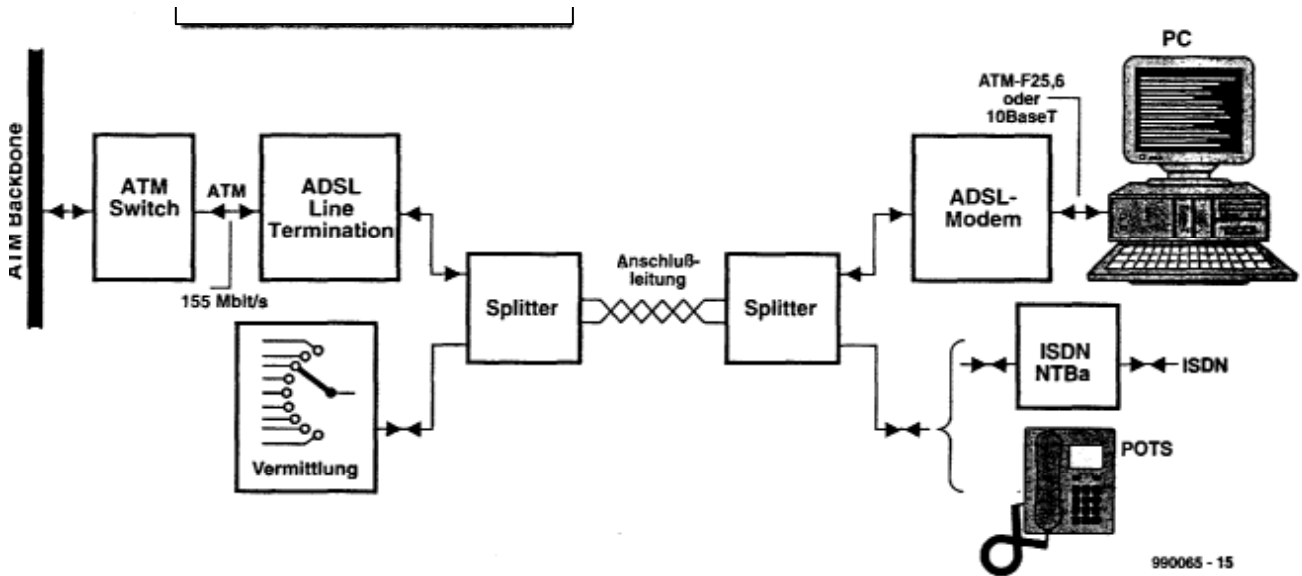 PC
ATM-F25,6
oder
10BaseT
ATM Backbone
ATM
Switch
ATM
155 Mbit/s
ADSL
Line
Termination
ADSL-
Modem
Splitter
Anschluß-
leitung
Splitter
Vermittlung
ISDN
NTBa
ISDN
POTS
990065 - 15